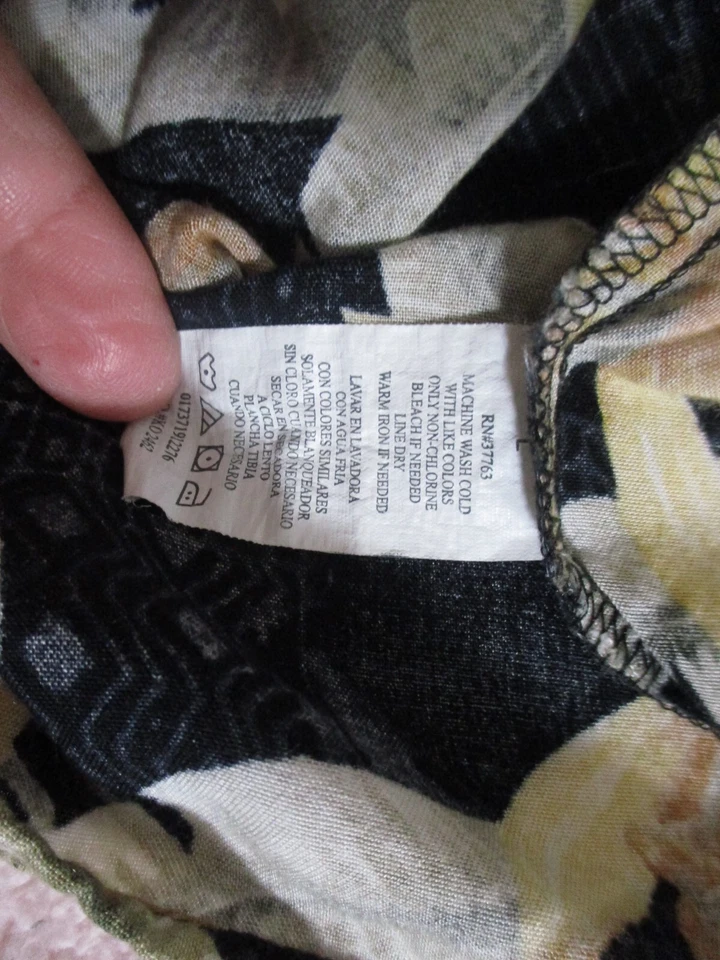 L
RN#37763
MACHINE WASH COLD
WITH LIKE COLORS
ONLY NON-CHLORINE
BLEACH IF NEEDED
LINE DRY
WARM IRON IF NEEDED
LAVAR EN LAVADORA
CON AGUA FRIA
CON COLORES SIMILARES
SOLAMENTE BLANQUEADOR
SIN CLORO CUANDO NECESARIO
SECAR EN SECADORA
A CICLO LENTO
PLANCHA TIBIA
CUANDO NECESARIO
017371912276